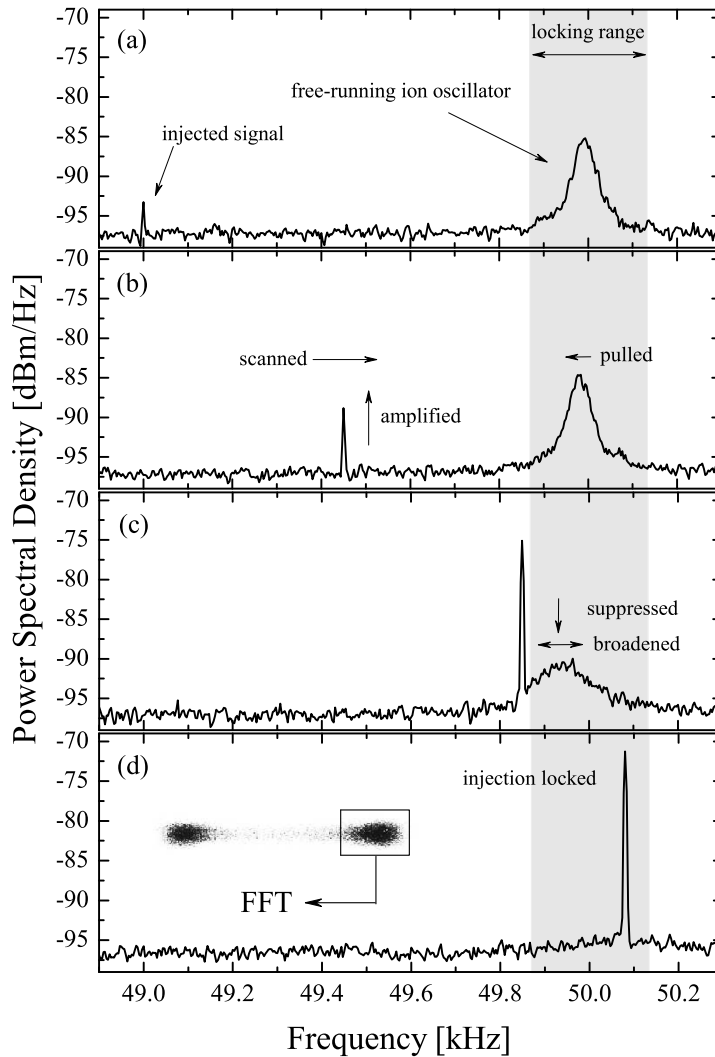 Power Spectral Density [dBm/Hz]
-70
-75
-80
-85
-90
-95
(a)
locking range
free-running ion oscillator
injected signal
-70
-75
-80
-85
-90
-95
(b)
scanned
pulled
amplified
-70
-75
-80
-85
-90
-95
(c)
suppressed
broadened
-70
-75
-80
-85
-90
-95
(d)
injection locked
FFT
49.0 49.2 49.4 49.6 49.8 50.0 50.2
Frequency [kHz]